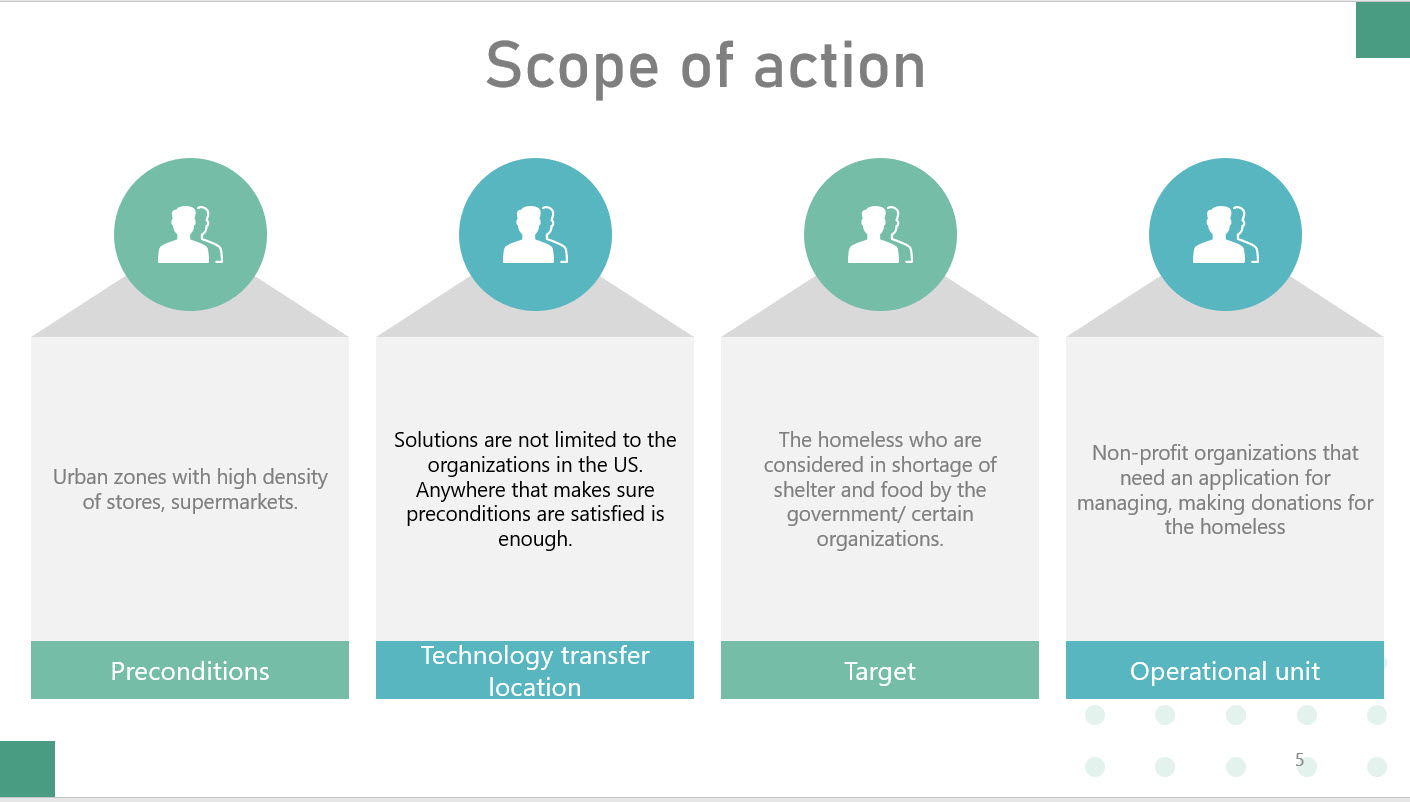 Scope of action
Urban zones with high density
of stores, supermarkets.
Preconditions
Solutions are not limited to the
organizations in the US.
Anywhere that makes sure
preconditions are satisfied is
enough.
Technology transfer
location
The homeless who are
considered in shortage of
shelter and food by the
government/ certain
organizations.
Target
Non-profit organizations that
need an application for
managing, making donations for
the homeless
Operational unit
5